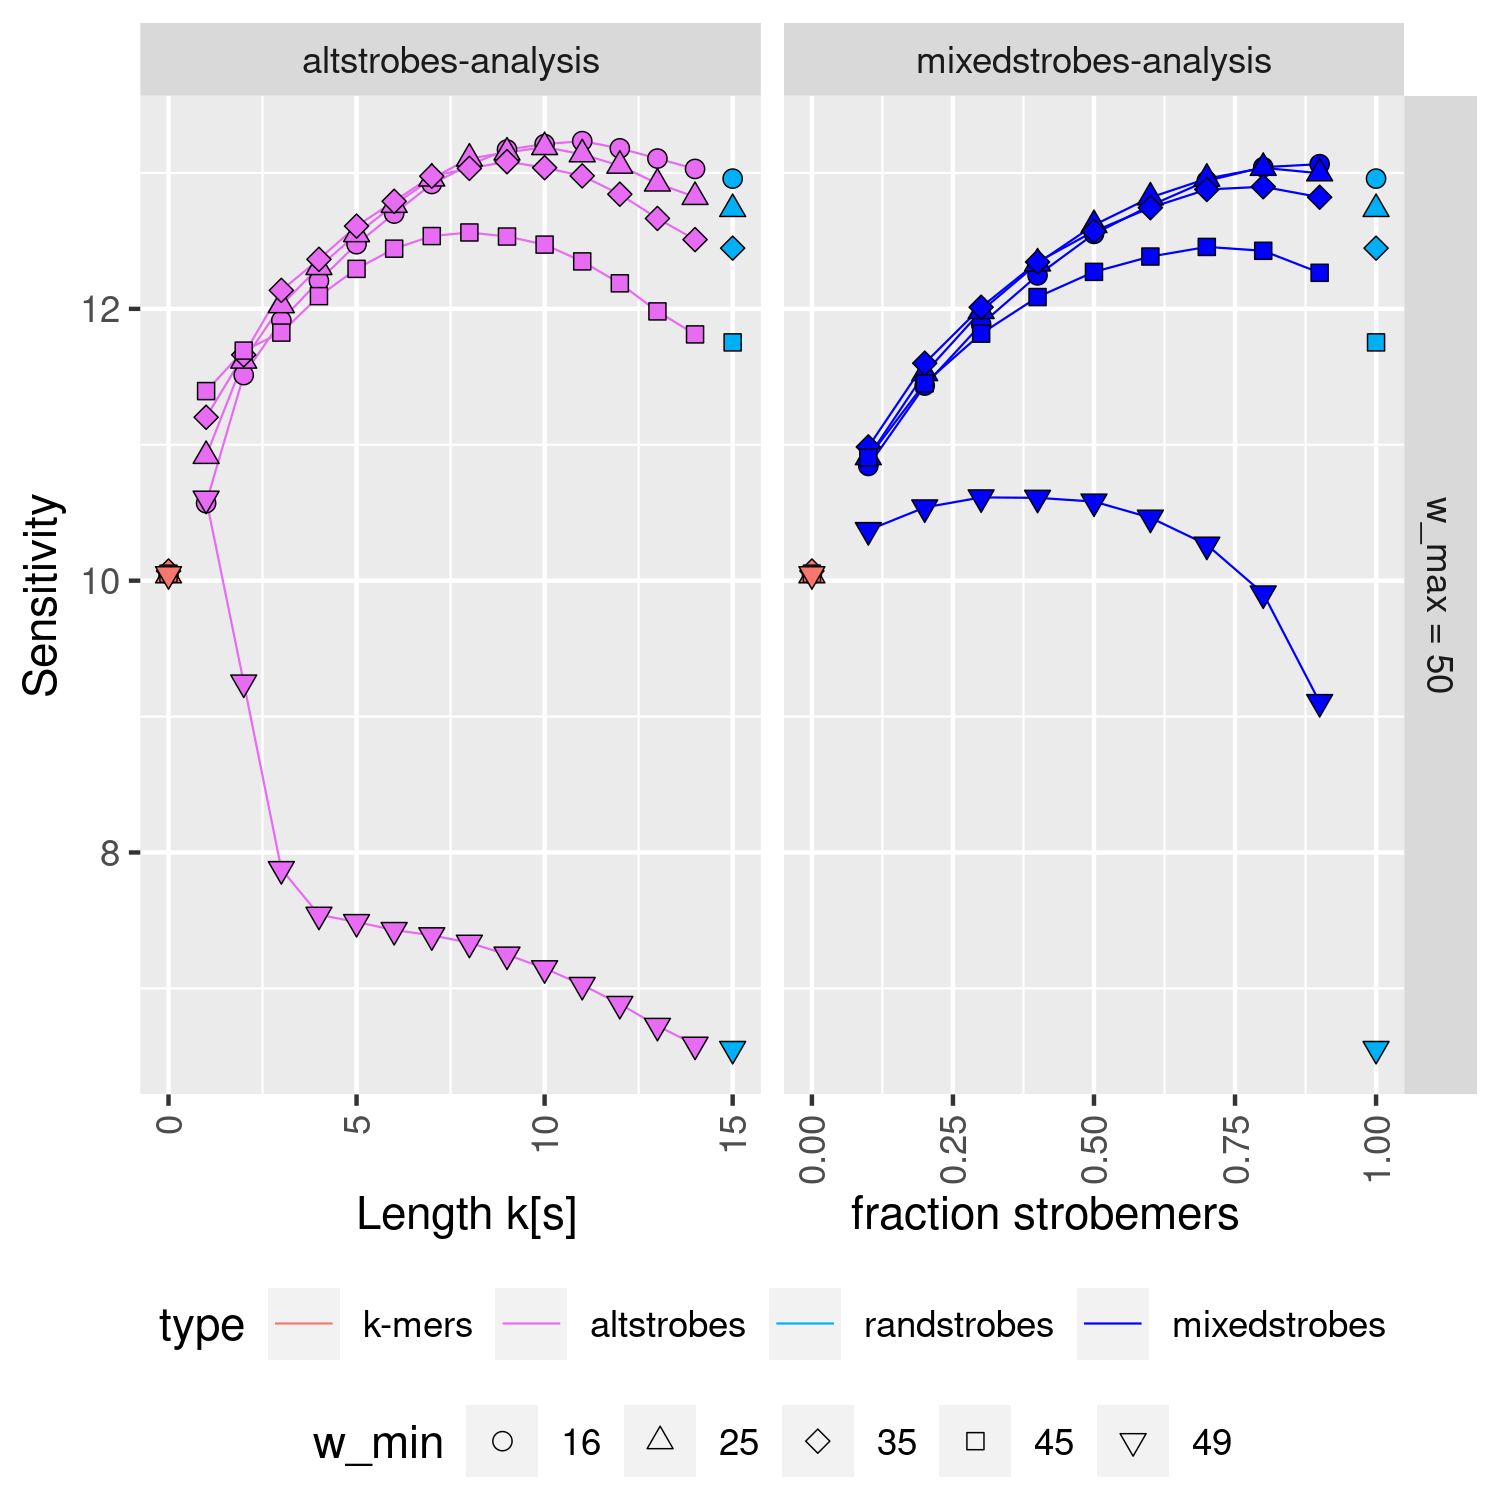 altstrobes-analysis
mixedstrobes-analysis
Sensitivity
12
10
8
w_max = 50
0
5
10
15
0.00
0.25
0.50
0.75
1.00
Length k[s]
fraction strobemers
type k-mers altstrobes randstrobes mixedstrobes
w_min 16 25 35 45 49